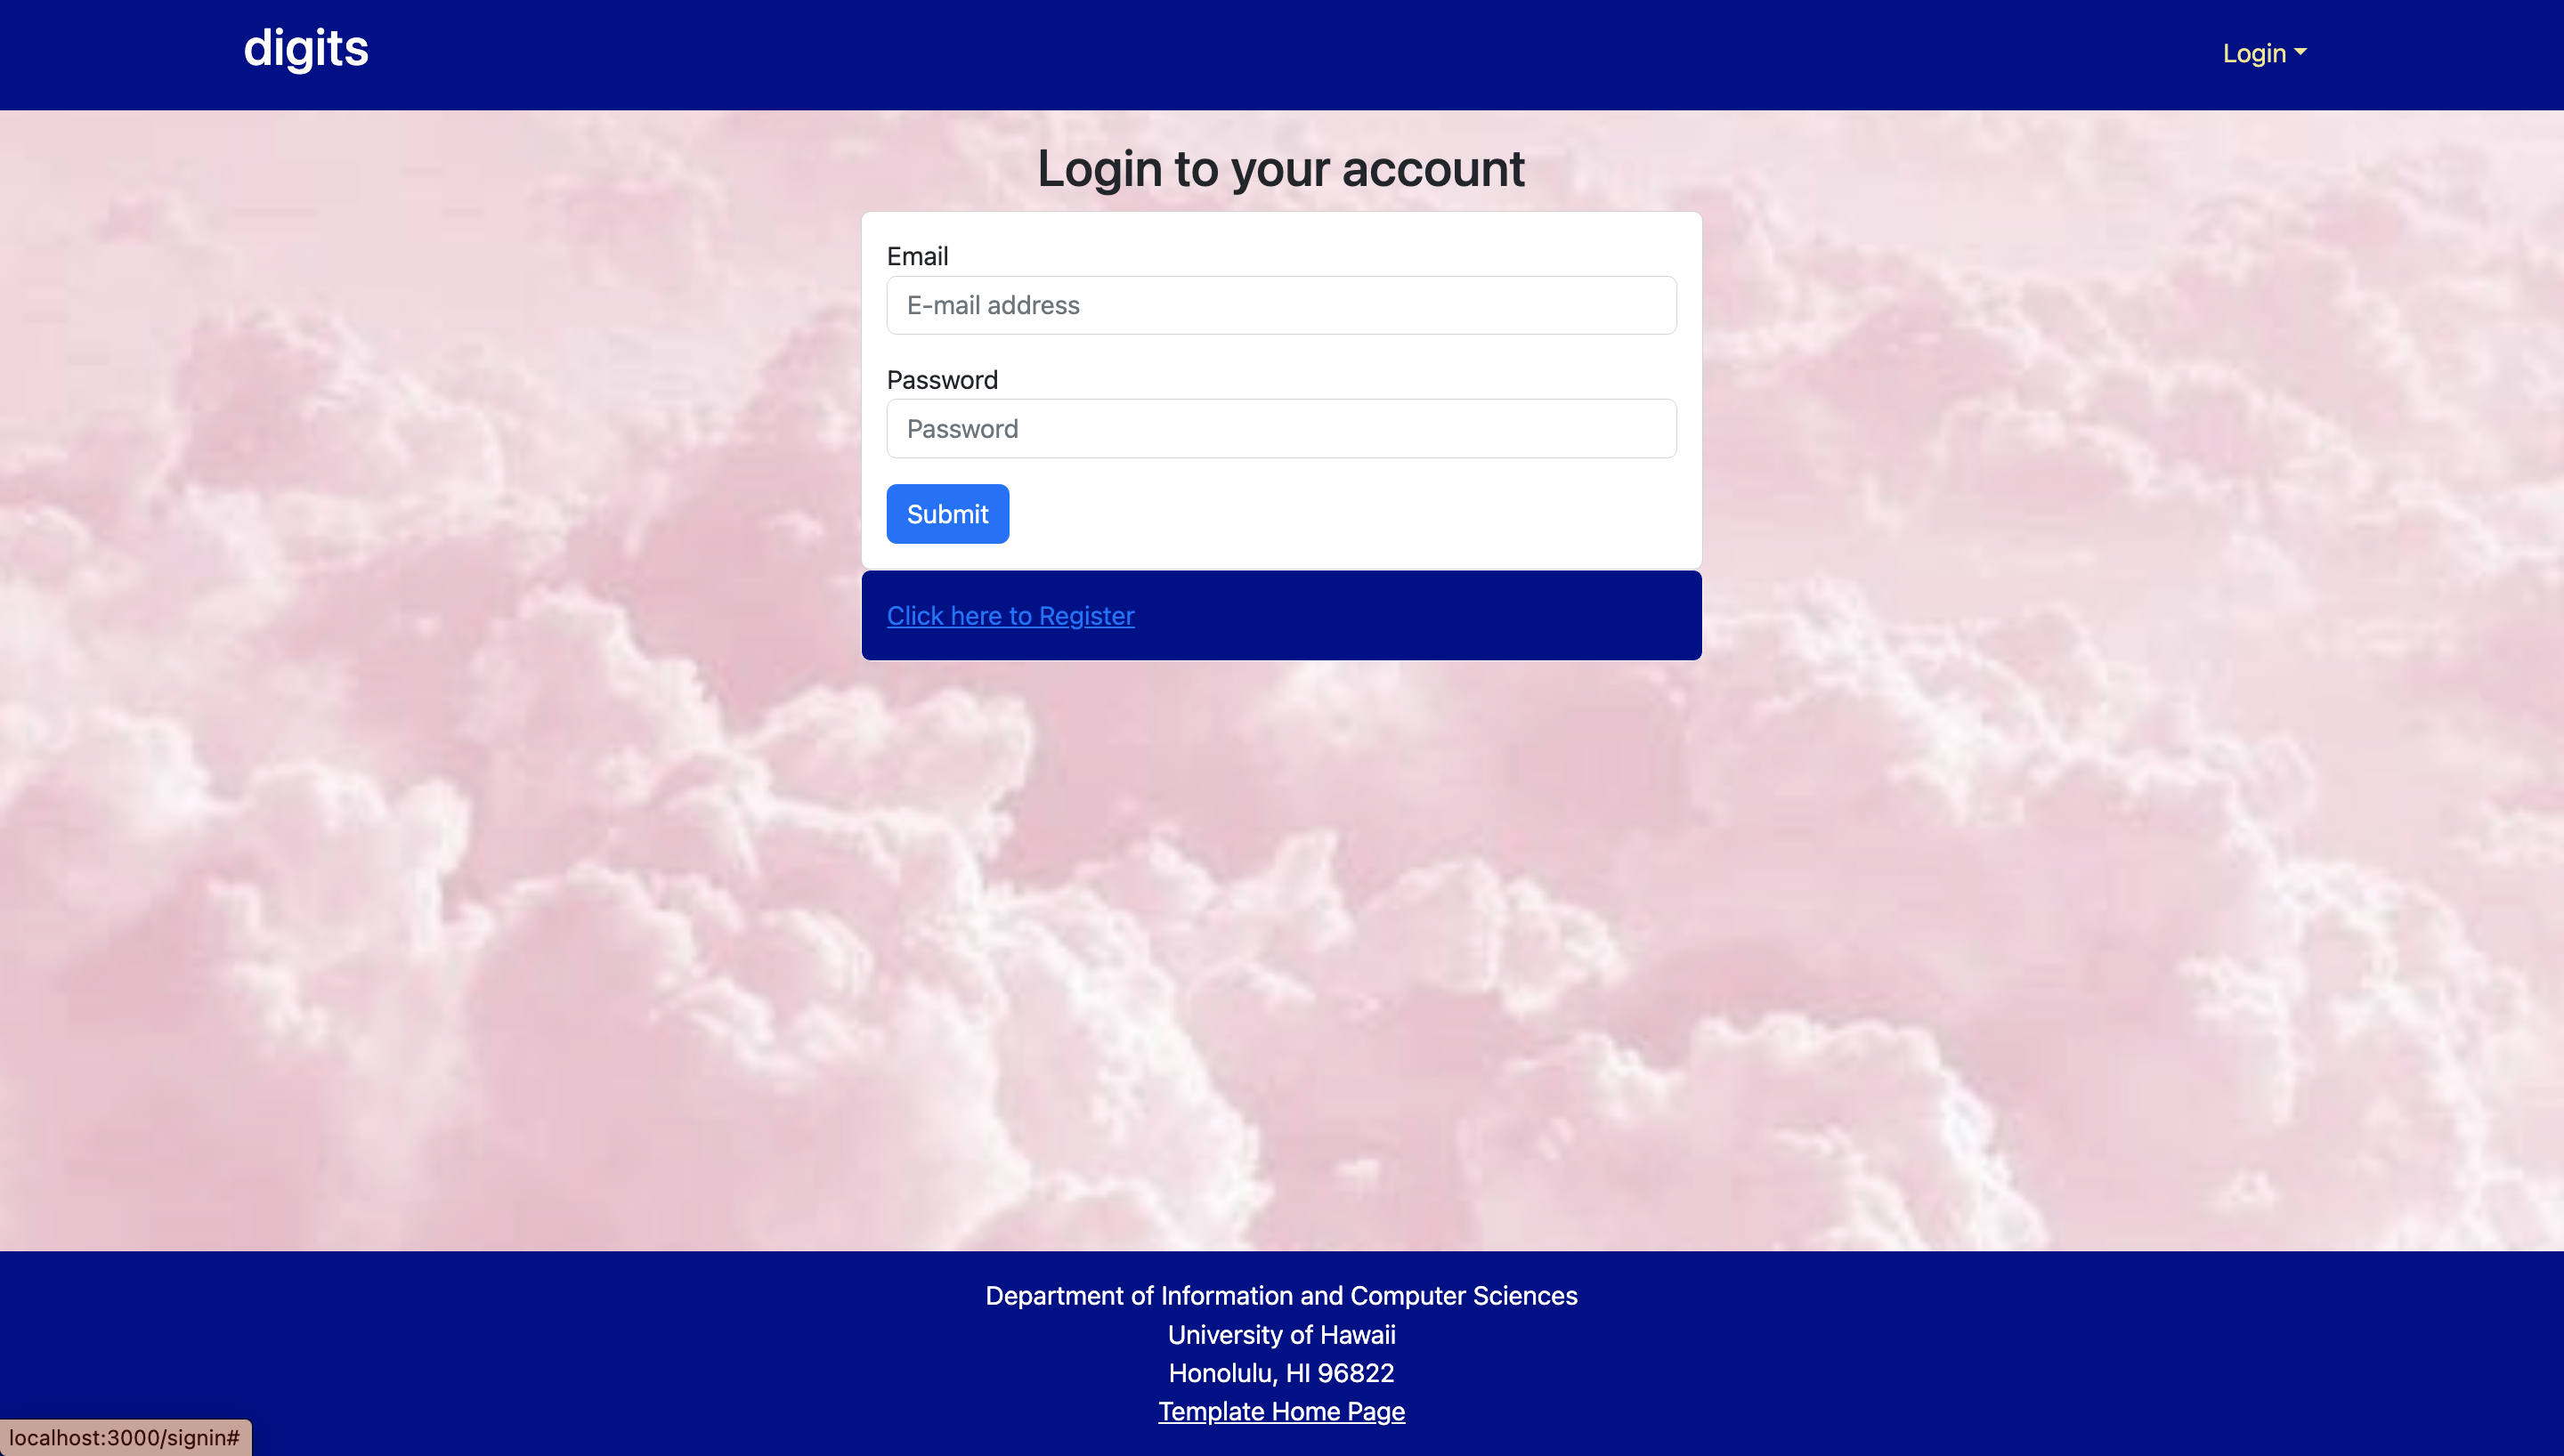 digits
Login
Login to your account
Email
E-mail address
Password
Password
Submit
Click here to Register
Department of Information and Computer Sciences
University of Hawaii
Honolulu, HI 96822
Template Home Page
localhost:3000/signin#